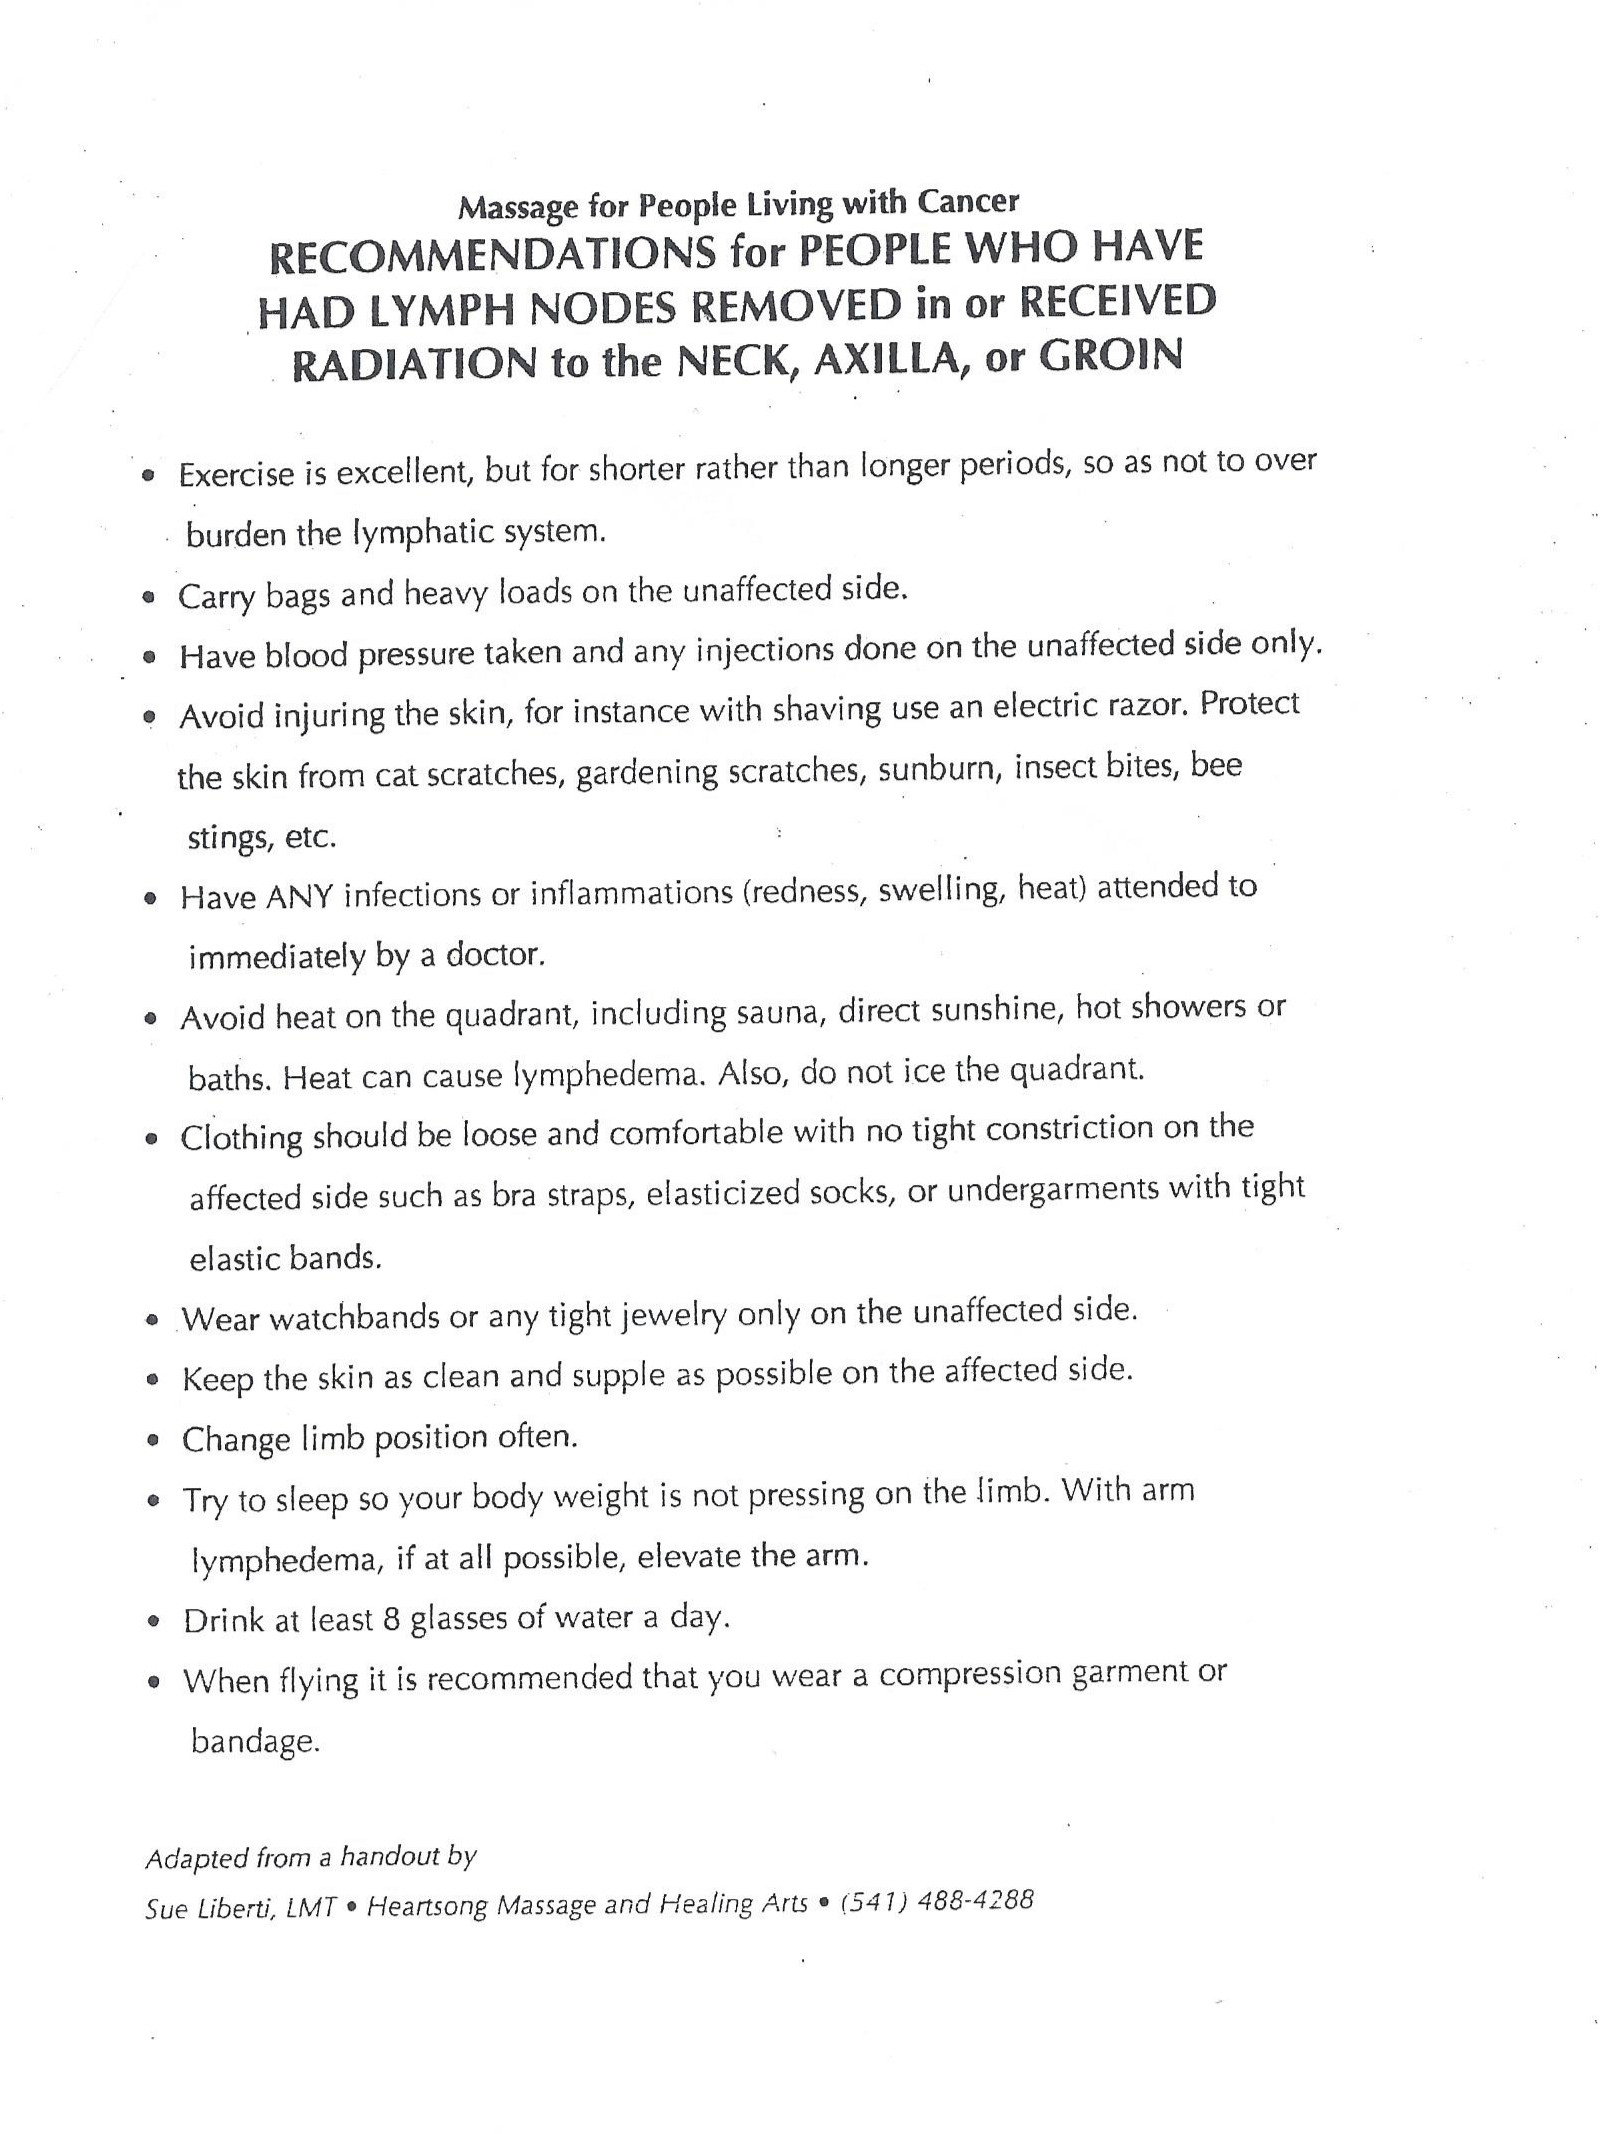 Massage for People Living with Cancer
RECOMMENDATIONS for PEOPLE WHO HAVE
HAD LYMPH NODES REMOVED in or RECEIVED
RADIATION to the NECK, AXILLA, or GROIN
• Exercise is excellent, but for shorter rather than longer periods, so as not to over
burden the lymphatic system.
• Carry bags and heavy loads on the unaffected side.
• Have blood pressure taken and any injections done on the unaffected side only.
• Avoid injuring the skin, for instance with shaving use an electric razor. Protect
the skin from cat scratches, gardening scratches, sunburn, insect bites, bee
stings, etc.
• Have ANY infections or inflammations (redness, swelling, heat) attended to
immediately by a doctor.
• Avoid heat on the quadrant, including sauna, direct sunshine, hot showers or
baths. Heat can cause lymphedema. Also, do not ice the quadrant.
• Clothing should be loose and comfortable with no tight constriction on the
affected side such as bra straps, elasticized socks, or undergarments with tight
elastic bands.
• Wear watchbands or any tight jewelry only on the unaffected side.
• Keep the skin as clean and supple as possible on the affected side.
• Change limb position often.
• Try to sleep so your body weight is not pressing on the limb. With arm
lymphedema, if at all possible, elevate the arm.
• Drink at least 8 glasses of water a day.
• When flying it is recommended that you wear a compression garment or
bandage.
Adapted from a handout by
Sue Liberti, LMT • Heartsong Massage and Healing Arts • (541) 488-4288